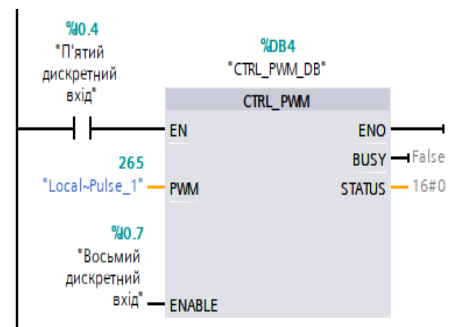 %I0.4
"П'ятий
дискретний
вхід"
%DB4
"CTRL_PWM_DB"
CTRL_PWM
EN
ENO
BUSY
False
265
"Local~Pulse_1"
PWM
STATUS
16#0
%I0.7
"Восьмий
дискретний
вхід"
ENABLE